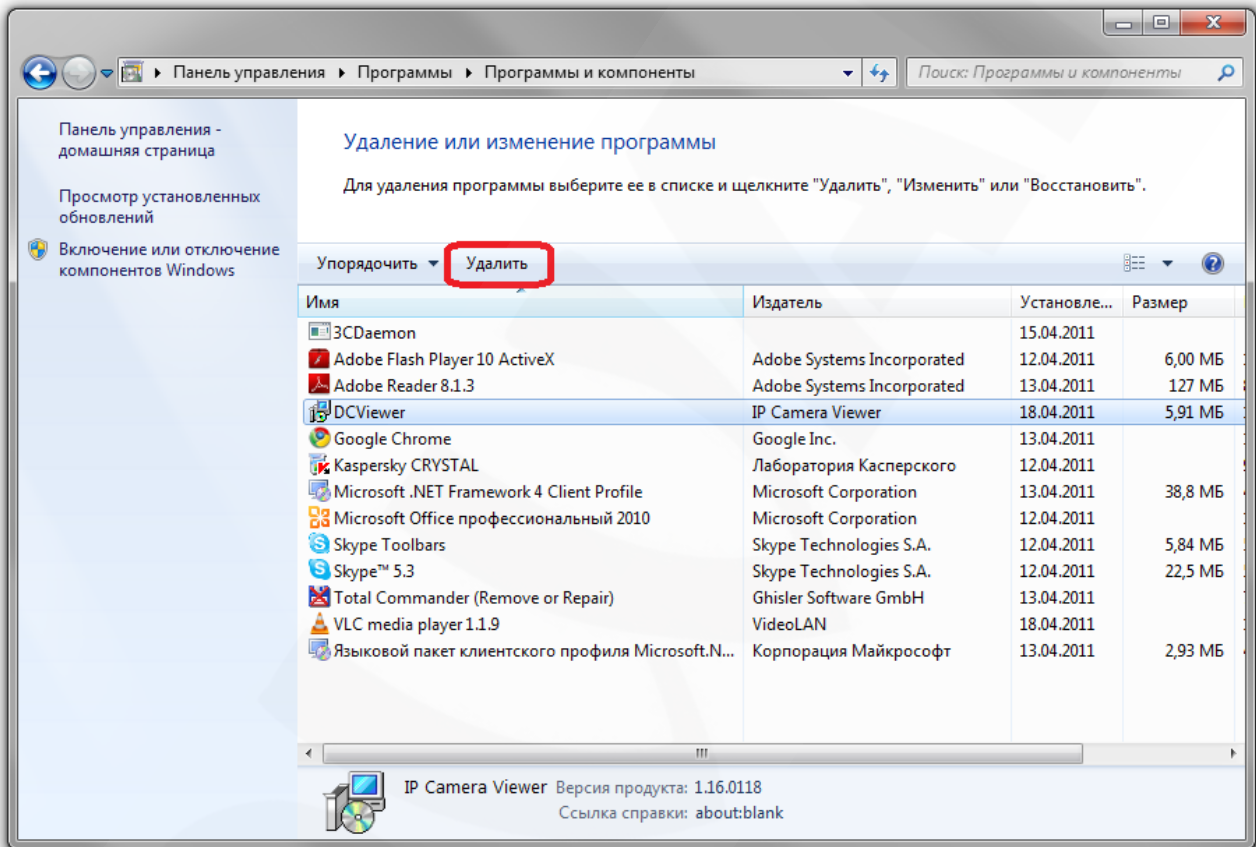 Панель управления ▸ Программы ▸ Программы и компоненты
Поиск: Программы и компоненты
Панель управления -
домашняя страница
Просмотр установленных
обновлений
Включение или отключение
компонентов Windows
Удаление или изменение программы
Для удаления программы выберите ее в списке и щелкните "Удалить", "Изменить" или "Восстановить".
Упорядочить Удалить
Имя Издатель Установле... Размер
3CDaemon 15.04.2011
Adobe Flash Player 10 ActiveX Adobe Systems Incorporated 12.04.2011 6,00 МБ
Adobe Reader 8.1.3 Adobe Systems Incorporated 13.04.2011 127 МБ
DCViewer IP Camera Viewer 18.04.2011 5,91 МБ
Google Chrome Google Inc. 13.04.2011
Kaspersky CRYSTAL Лаборатория Касперского 12.04.2011
Microsoft .NET Framework 4 Client Profile Microsoft Corporation 13.04.2011 38,8 МБ
Microsoft Office профессиональный 2010 Microsoft Corporation 12.04.2011
Skype Toolbars Skype Technologies S.A. 12.04.2011 5,84 МБ
Skype™ 5.3 Skype Technologies S.A. 12.04.2011 22,5 МБ
Total Commander (Remove or Repair) Ghisler Software GmbH 13.04.2011
VLC media player 1.1.9 VideoLAN 18.04.2011
Языковой пакет клиентского профиля Microsoft.N... Корпорация Майкрософт 13.04.2011 2,93 МБ
IP Camera Viewer Версия продукта: 1.16.0118
Ссылка справки: about:blank